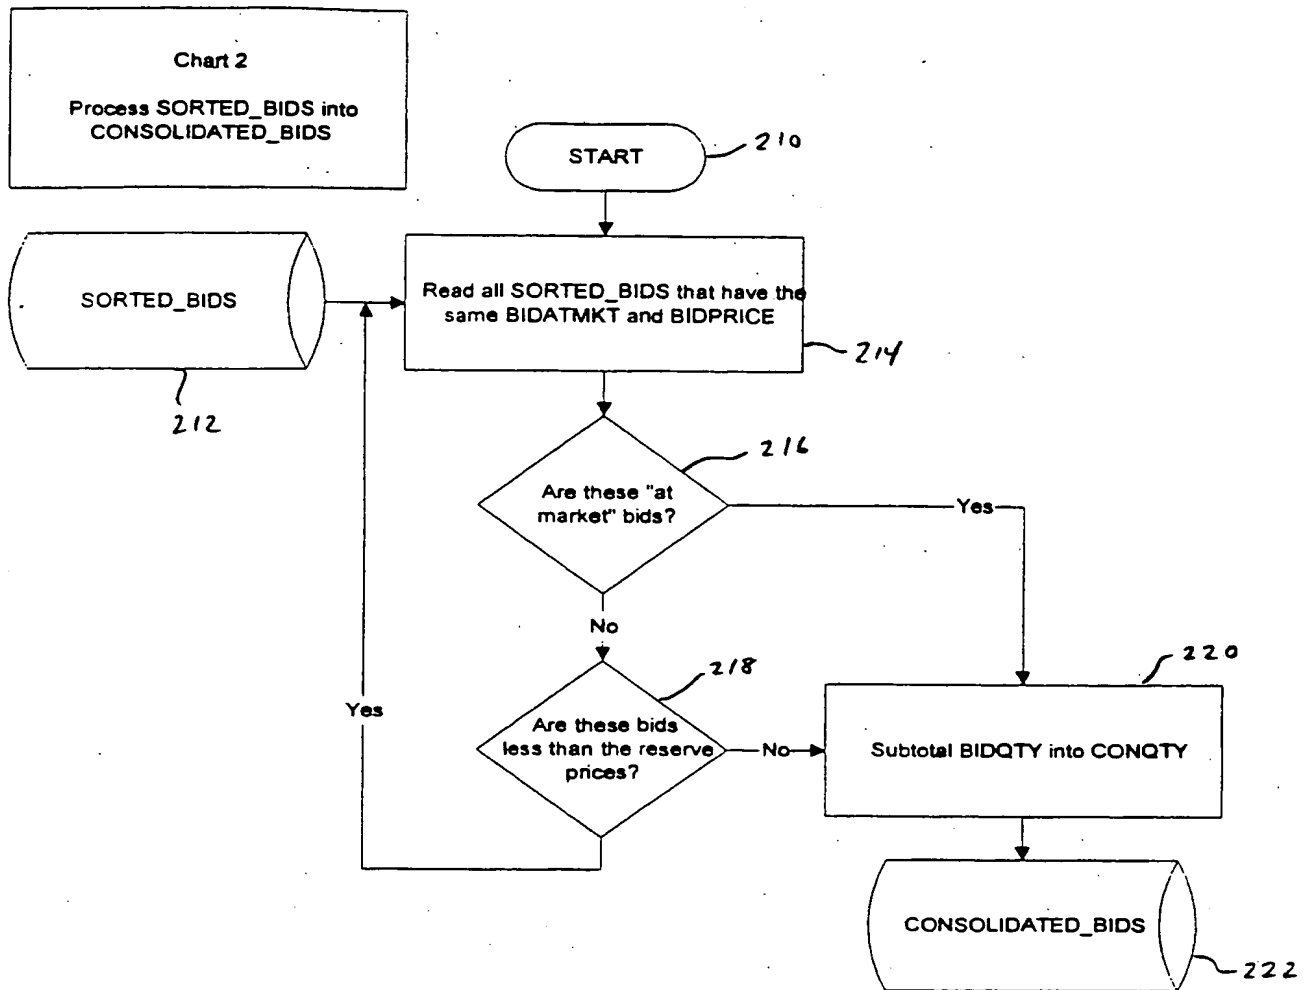 Chart 2
Process SORTED_BIDS into
CONSOLIDATED_BIDS
START
210
SORTED_BIDS
212
Read all SORTED_BIDS that have the
same BIDATMKT and BIDPRICE
214
Are these "at
market" bids?
216
Yes
No
Are these bids
less than the reserve
prices?
218
Yes
No
Subtotal BIDQTY into CONQTY
220
CONSOLIDATED_BIDS
222